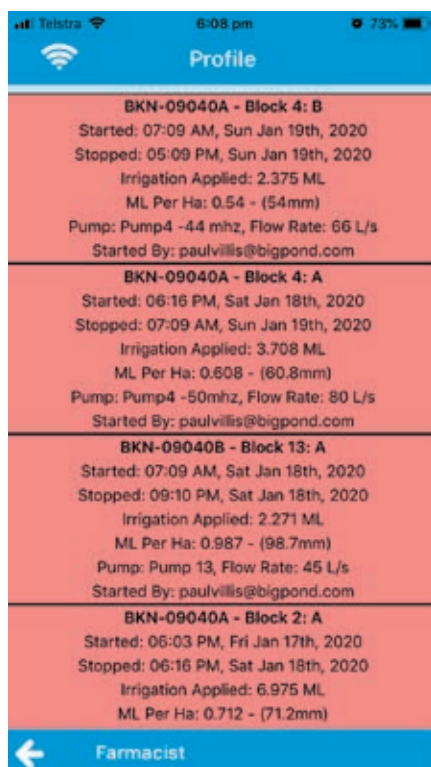 Telstra 6:08 pm 73%
Profile
BKN-09040A - Block 4: B
Started: 07:09 AM, Sun Jan 19th, 2020
Stopped: 05:09 PM, Sun Jan 19th, 2020
Irrigation Applied: 2.375 ML
ML Per Ha: 0.54 - (54mm)
Pump: Pump4 -44 mhz, Flow Rate: 66 L/s
Started By: paulvillis@bigpond.com
BKN-09040A - Block 4: A
Started: 06:16 PM, Sat Jan 18th, 2020
Stopped: 07:09 AM, Sun Jan 19th, 2020
Irrigation Applied: 3.708 ML
ML Per Ha: 0.608 - (60.8mm)
Pump: Pump4 -50mhz, Flow Rate: 80 L/s
Started By: paulvillis@bigpond.com
BKN-09040B - Block 13: A
Started: 07:09 AM, Sat Jan 18th, 2020
Stopped: 09:10 PM, Sat Jan 18th, 2020
Irrigation Applied: 2.271 ML
ML Per Ha: 0.987 - (98.7mm)
Pump: Pump 13, Flow Rate: 45 L/s
Started By: paulvillis@bigpond.com
BKN-09040A - Block 2: A
Started: 06:03 PM, Fri Jan 17th, 2020
Stopped: 06:16 PM, Sat Jan 18th, 2020
Irrigation Applied: 6.975 ML
ML Per Ha: 0.712 - (71.2mm)
Farmacist